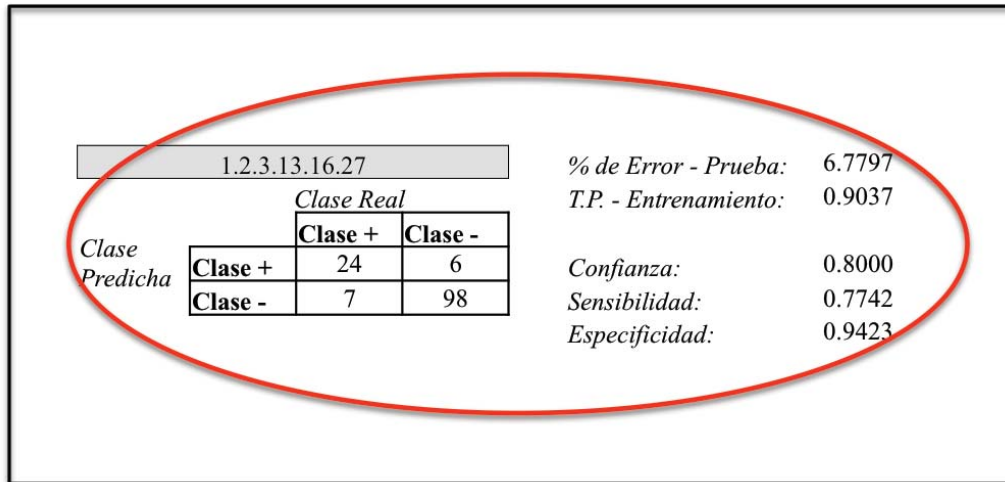 1.2.3.13.16.27
Clase Real
Clase + Clase -
Clase
Predicha
Clase + 24 6
Clase - 7 98
% de Error - Prueba: 6.7797
T.P. - Entrenamiento: 0.9037
Confianza: 0.8000
Sensibilidad: 0.7742
Especificidad: 0.9423